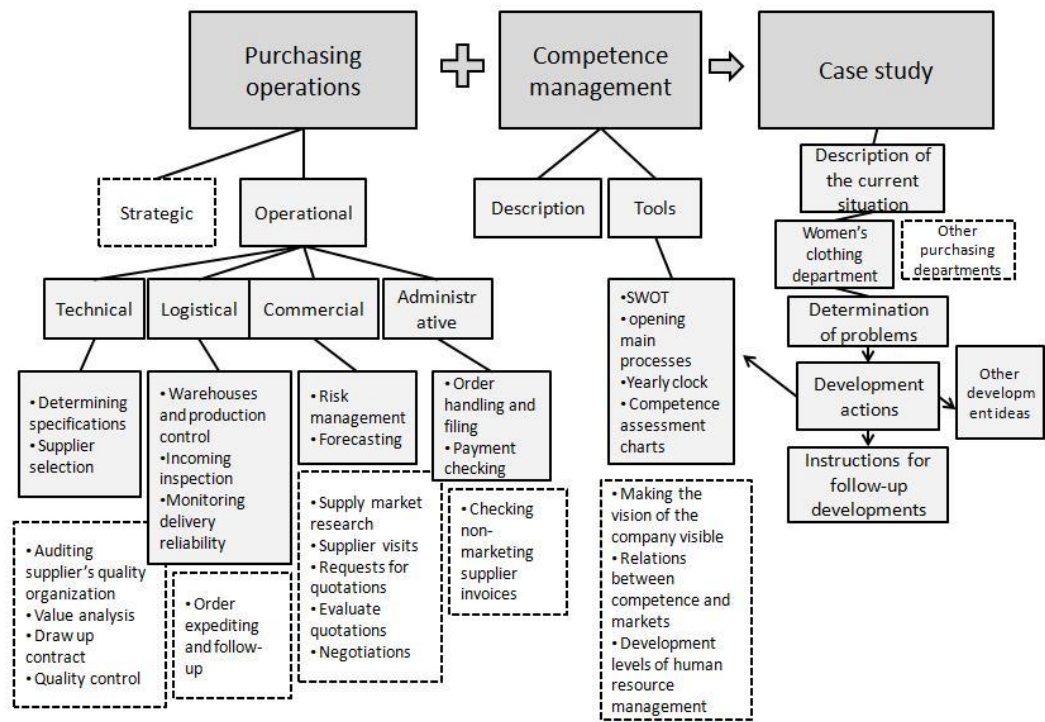 Purchasing
operations
Competence
management
Case study
Strategic
Operational
Description
Tools
Description of
the current
situation
Women's
clothing
department
Other
purchasing
departments
Technical
Logistical
Commercial
Administr
ative
• SWOT
• opening
main
processes
• Yearly clock
• Competence
assessment
charts
Determination
of problems
Development
actions
Other
developm
ent ideas
Instructions for
follow-up
developments
• Determining
specifications
• Supplier
selection
• Warehouses
and production
control
• Incoming
inspection
• Monitoring
delivery
reliability
• Risk
management
• Forecasting
• Order
handling and
filing
• Payment
checking
• Auditing
supplier's quality
organization
• Value analysis
• Draw up
contract
• Quality control
• Order
expediting
and follow-
up
• Supply market
research
• Supplier visits
• Requests for
quotations
• Evaluate
quotations
• Negotiations
• Checking
non-
marketing
supplier
invoices
• Making the
vision of the
company visible
• Relations
between
competence and
markets
• Development
levels of human
resource
management